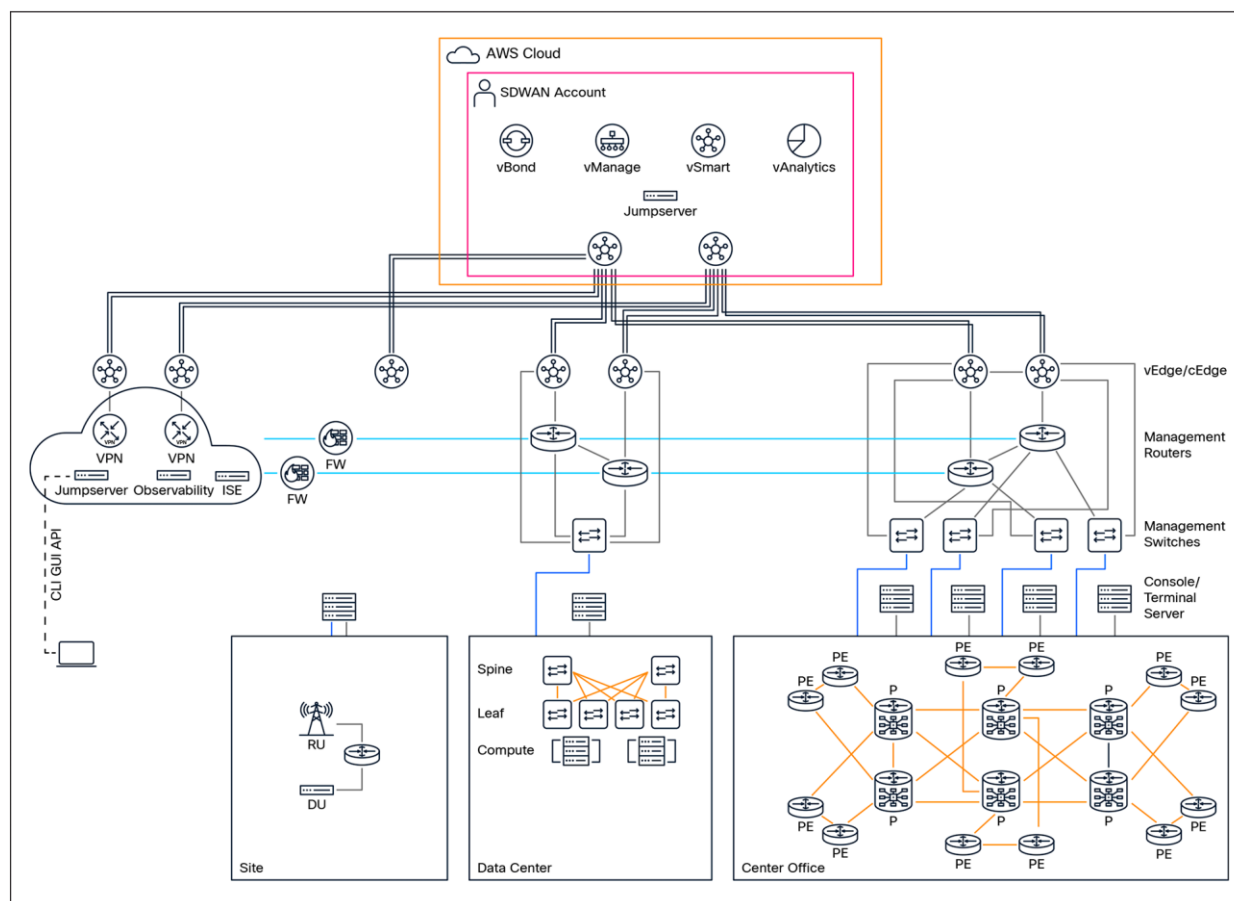 AWS Cloud
SDWAN Account
vBond
vManage
vSmart
vAnalytics
Jumpserver
vEdge/cEdge
VPN
VPN
VPN
VPN
Jumpserver
Observability
ISE
FW
FW
Management
Routers
Management
Switches
Console/
Terminal
Server
CLI GUI API
RU
DU
Site
Spine
Leaf
Compute
Data Center
PE
PE
PE
PE
PE
PE
P
P
P
P
P
P
PE
PE
PE
PE
PE
PE
Center Office